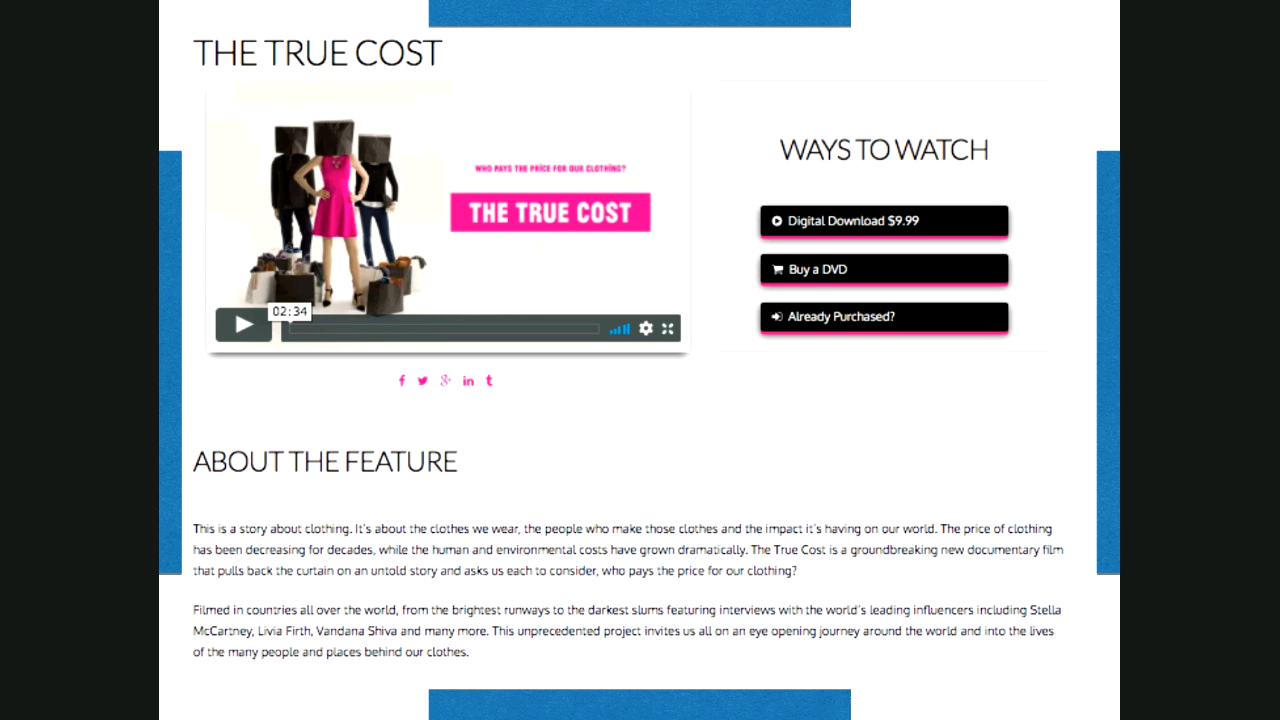 THE TRUE COST
WHO PAYS THE PRICE FOR OUR CLOTHING?
THE TRUE COST
02:34
WAYS TO WATCH
Digital Download $9.99
Buy a DVD
Already Purchased?
ABOUT THE FEATURE
This is a story about clothing. It's about the clothes we wear, the people who make those clothes and the impact it's having on our world. The price of clothing
has been decreasing for decades, while the human and environmental costs have grown dramatically. The True Cost is a groundbreaking new documentary film
that pulls back the curtain on an untold story and asks us each to consider, who pays the price for our clothing?
Filmed in countries all over the world, from the brightest runways to the darkest slums featuring interviews with the world's leading influencers including Stella
McCartney, Livia Firth, Vandana Shiva and many more. This unprecedented project invites us all on an eye opening journey around the world and into the lives
of the many people and places behind our clothes.